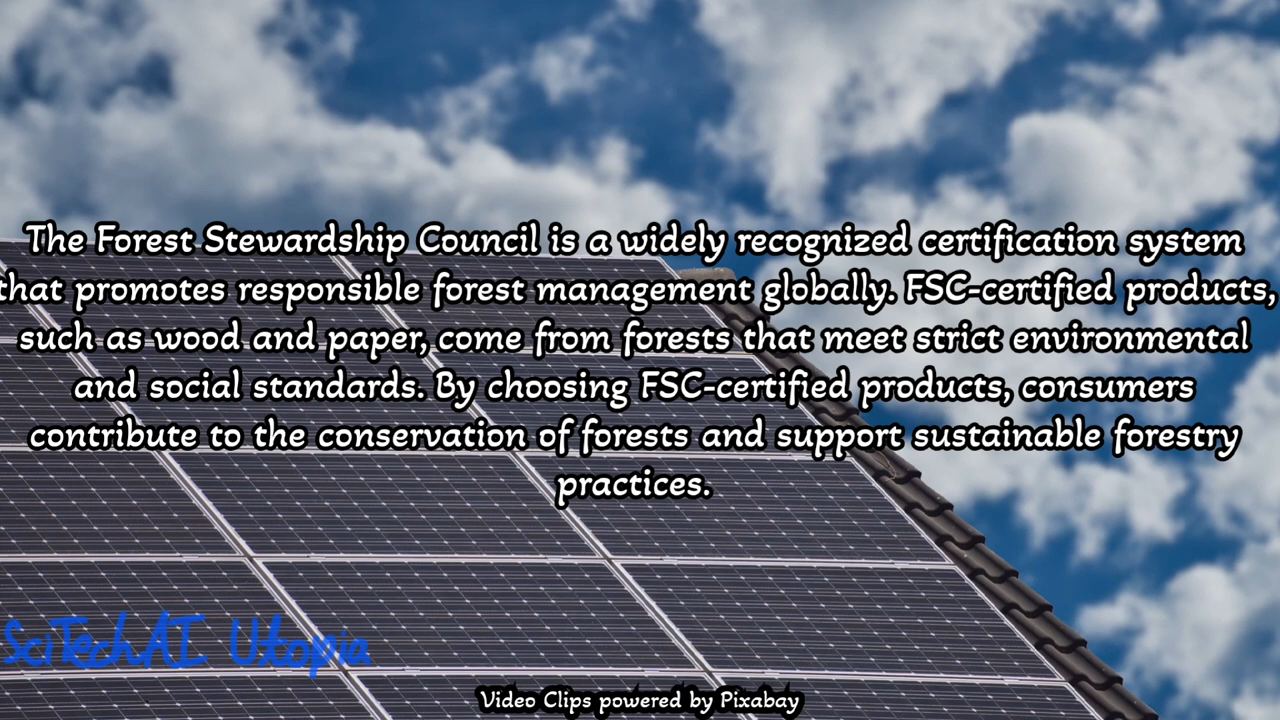 The Forest Stewardship Council is a widely recognized certification system
that promotes responsible forest management globally. FSC-certified products,
such as wood and paper, come from forests that meet strict environmental
and social standards. By choosing FSC-certified products, consumers
contribute to the conservation of forests and support sustainable forestry
practices.
SciTechAI Utopia
Video Clips powered by Pixabay